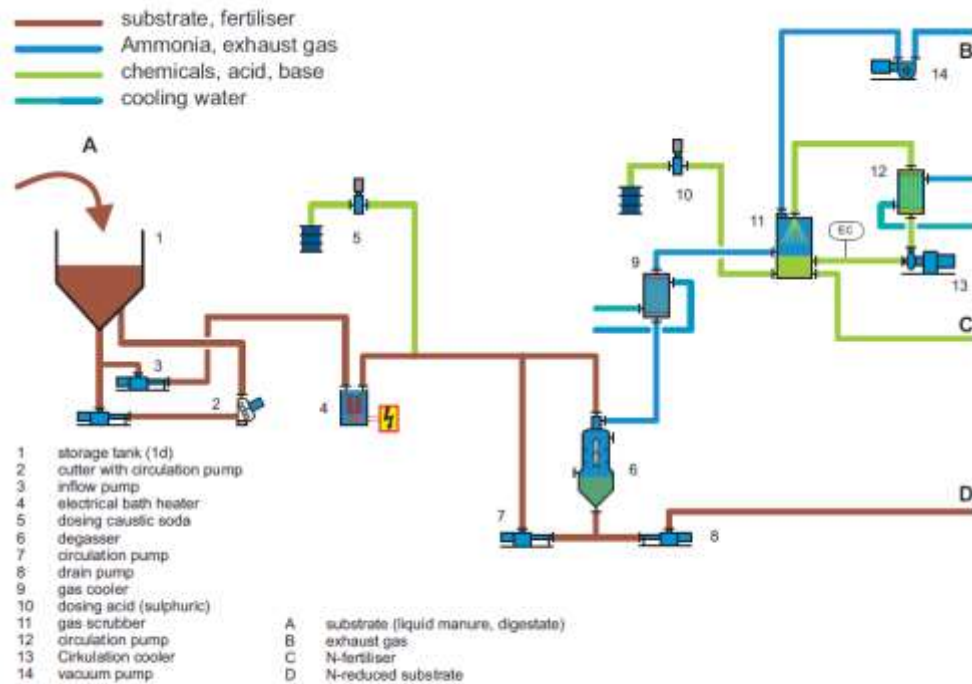 substrate, fertiliser
Ammonia, exhaust gas
chemicals, acid, base
cooling water
A
B
14
12
10
11
EC
1
5
9
13
C
3
2
4
6
D
7
8
1 storage tank (1d)
2 cutter with circulation pump
3 inflow pump
4 electrical bath heater
5 dosing caustic soda
6 degasser
7 circulation pump
8 drain pump
9 gas cooler
10 dosing acid (sulphuric)
11 gas scrubber
12 circulation pump
13 Cirkulation cooler
14 vacuum pump
A substrate (liquid manure, digestate)
B exhaust gas
C N-fertiliser
D N-reduced substrate